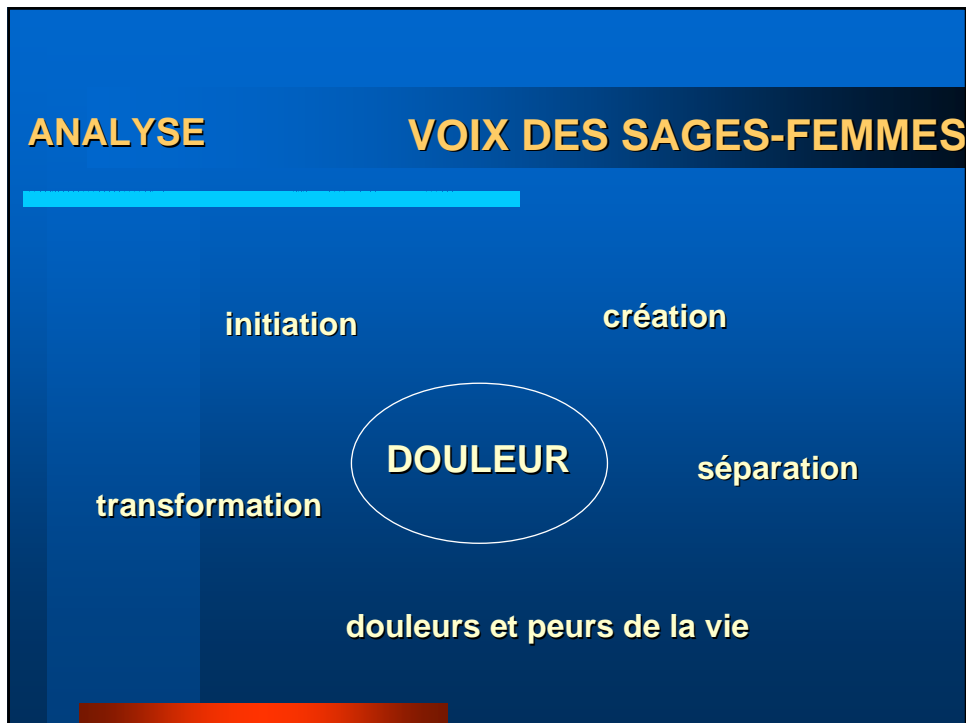 ANALYSE
VOIX DES SAGES-FEMMES
initiation
création
DOULEUR
séparation
transformation
douleurs et peurs de la vie